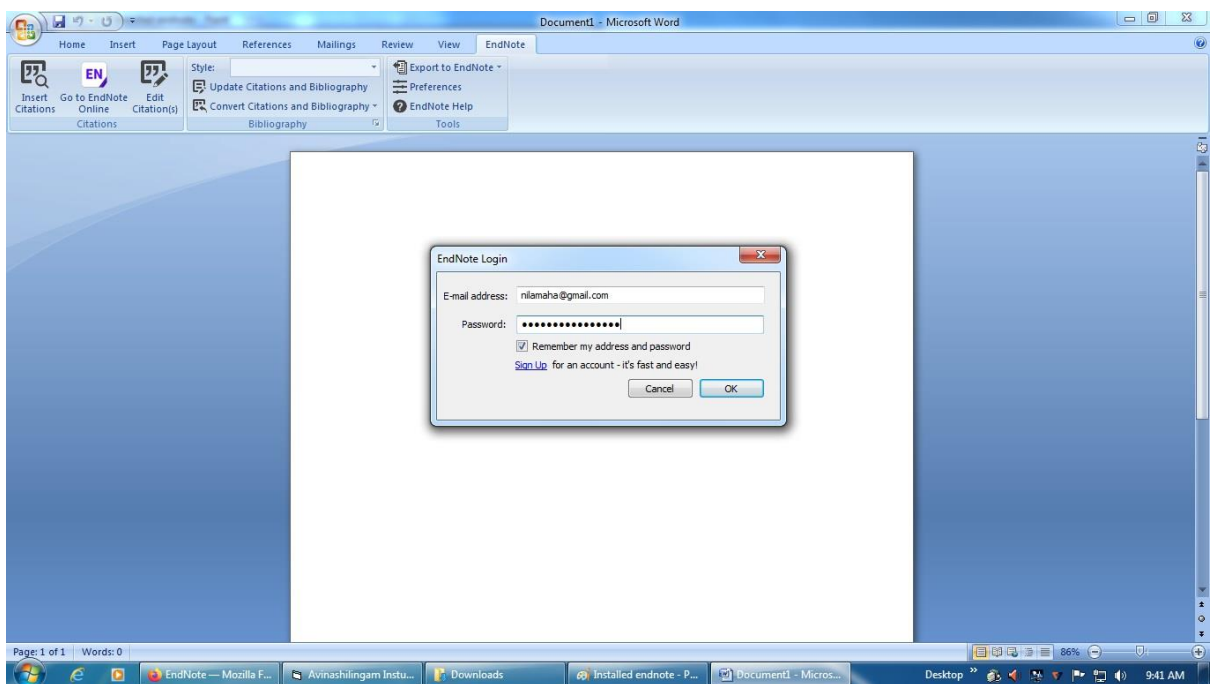 Document1 - Microsoft Word
Home Insert Page Layout References Mailings Review View EndNote
Insert Citations
EN
Go to EndNote Online
Edit Citation(s)
Citations
Style:
Update Citations and Bibliography
Convert Citations and Bibliography
Bibliography
Export to EndNote
Preferences
EndNote Help
Tools
EndNote Login
E-mail address: nilamaha@gmail.com
Password: ●●●●●●●●●●●●●●●●
Remember my address and password
Sign Up for an account - it's fast and easy!
Cancel OK
Page: 1 of 1 Words: 0 86%
EndNote — Mozilla F... Avinashilingam Instu... Downloads Installed endnote - P... Document1 - Micros... Desktop » 9:41 AM